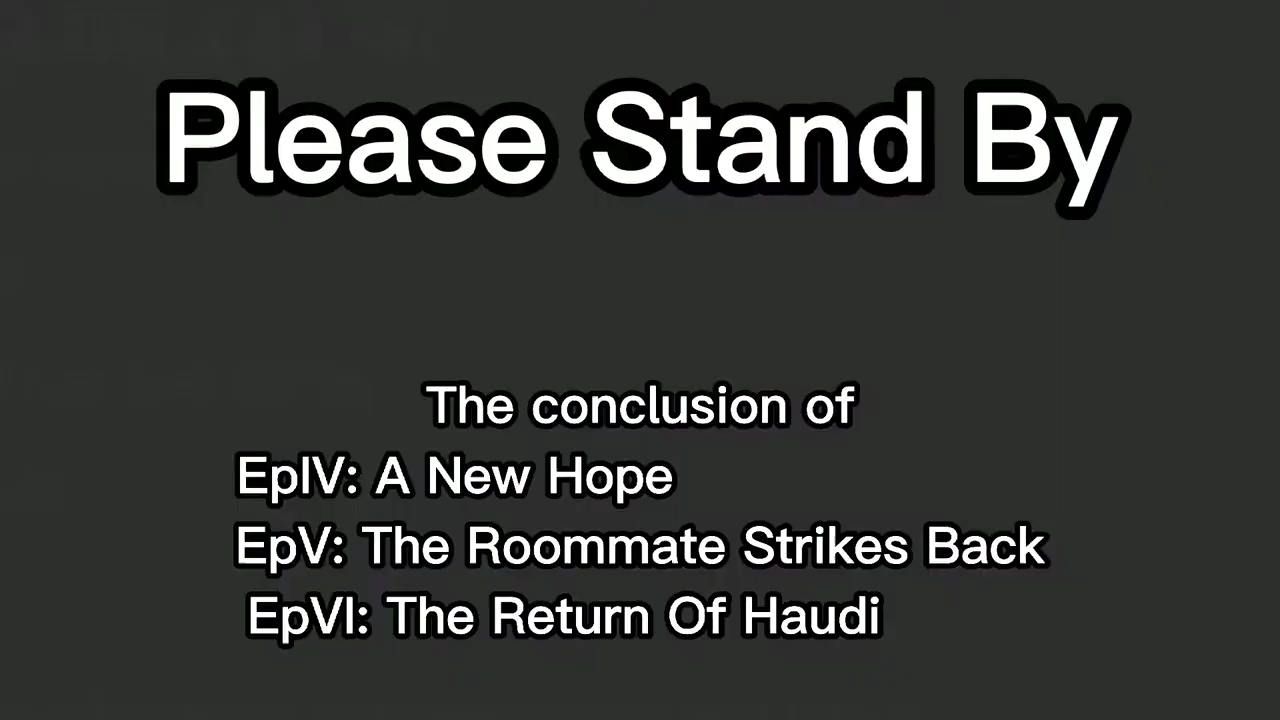 Please Stand By
The conclusion of
EpIV: A New Hope
EpV: The Roommate Strikes Back
EpVI: The Return Of Haudi